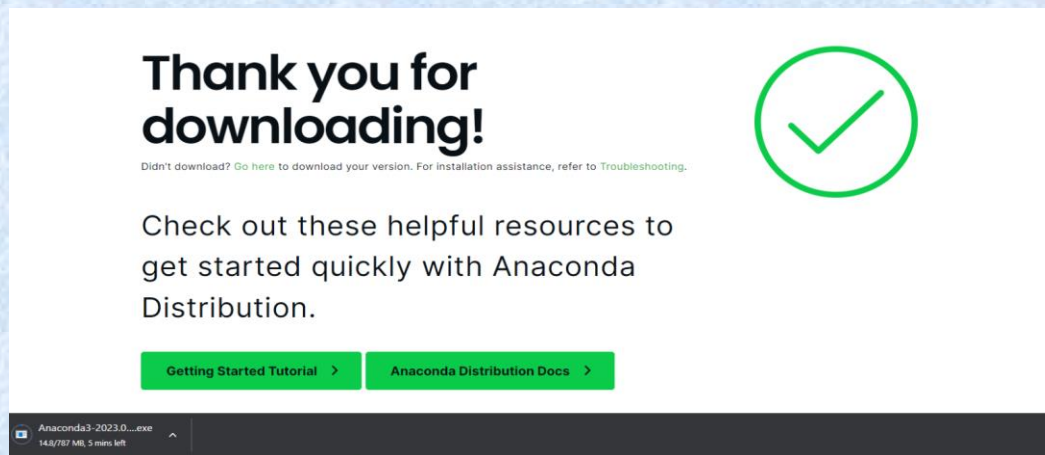 Thank you for
downloading!
Didn't download? Go here to download your version. For installation assistance, refer to Troubleshooting.
Check out these helpful resources to
get started quickly with Anaconda
Distribution.
Getting Started Tutorial
Anaconda Distribution Docs
Anaconda3-2023.0....exe
14.8/787 MB, 5 mins left